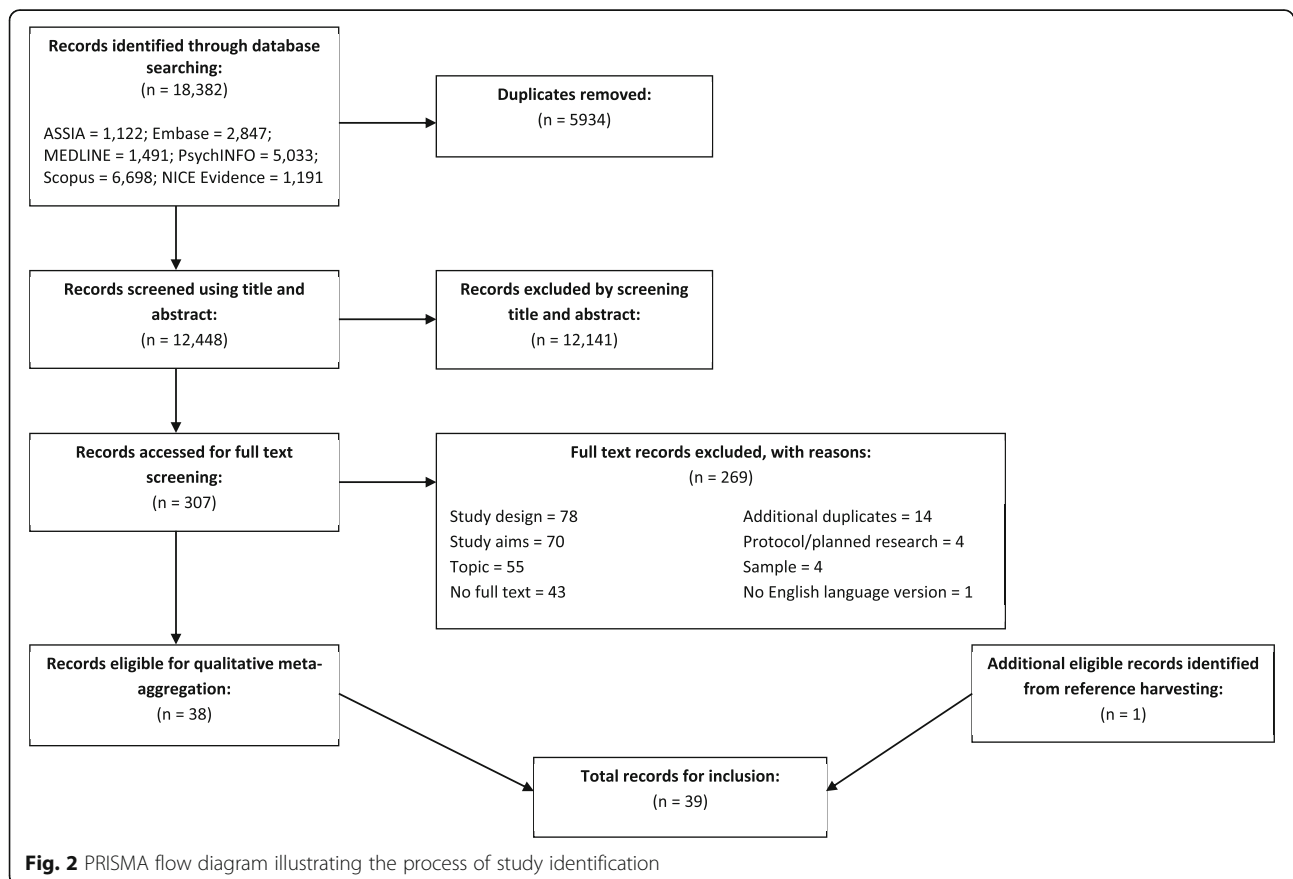 Records identified through database
searching:
(n = 18,382)
ASSIA = 1,122; Embase = 2,847;
MEDLINE = 1,491; PsychINFO = 5,033;
Scopus = 6,698; NICE Evidence = 1,191
Duplicates removed:
(n = 5934)
Records screened using title and
abstract:
(n = 12,448)
Records excluded by screening
title and abstract:
(n = 12,141)
Records accessed for full text
screening:
(n = 307)
Full text records excluded, with reasons:
(n = 269)
Study design = 78
Study aims = 70
Topic = 55
No full text = 43
Additional duplicates = 14
Protocol/planned research = 4
Sample = 4
No English language version = 1
Records eligible for qualitative meta-
aggregation:
(n = 38)
Additional eligible records identified
from reference harvesting:
(n = 1)
Total records for inclusion:
(n = 39)
Fig. 2 PRISMA flow diagram illustrating the process of study identification